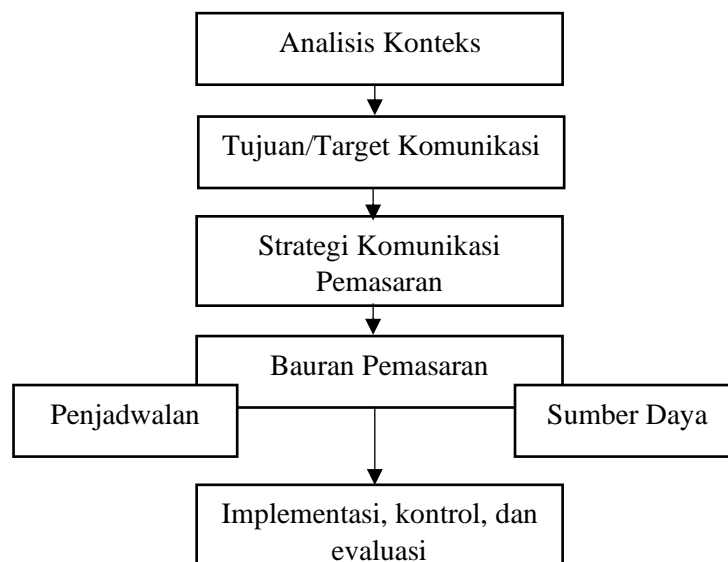 Analisis Konteks
Tujuan/Target Komunikasi
Strategi Komunikasi
Pemasaran
Bauran Pemasaran
Penjadwalan
Sumber Daya
Implementasi, kontrol, dan
evaluasi